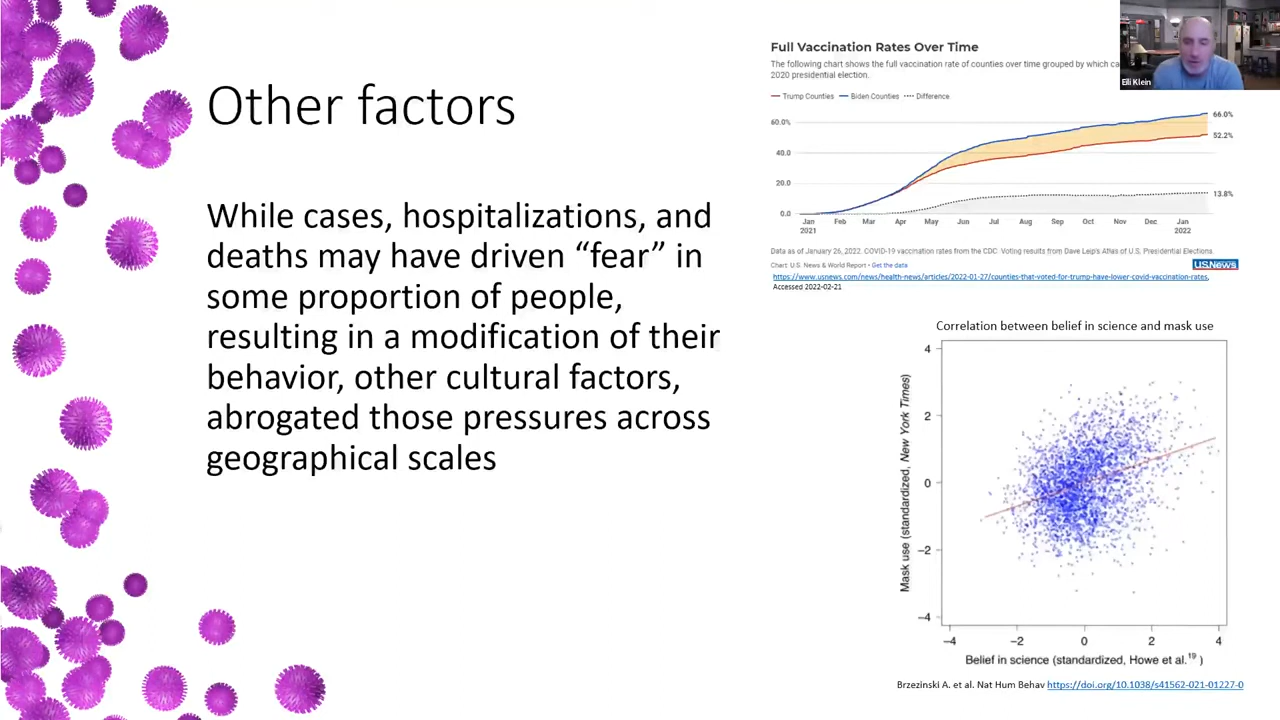 Other factors
While cases, hospitalizations, and
deaths may have driven “fear” in
some proportion of people,
resulting in a modification of their
behavior, other cultural factors,
abrogated those pressures across
geographical scales
Full Vaccination Rates Over Time
The following chart shows the full vaccination rate of counties over time grouped by which ca
2020 presidential election.
Trump Counties Biden Counties Difference
60.0%
40.0
20.0
0.0
66.0%
52.2%
13.8%
Jan Feb Mar Apr May Jun Jul Aug Sep Oct Nov Dec Jan
2021 2022
Data as of January 26, 2022. COVID-19 vaccination rates from the CDC. Voting results from Dave Leip's Atlas of U.S. Presidential Elections.
Chart: U.S. News & World Report • Get the data
USNews
https://www.usnews.com/news/health-news/articles/2022-01-27/counties-that-voted-for-trump-have-lower-covid-vaccination-rates,
Accessed 2022-02-21
Eili Klein
Correlation between belief in science and mask use
Mask use (standardized, New York Times)
4
2
0
−2
−4
−4 −2 0 2 4
Belief in science (standardized, Howe et al.19 )
Brzezinski A. et al. Nat Hum Behav https://doi.org/10.1038/s41562-021-01227-0